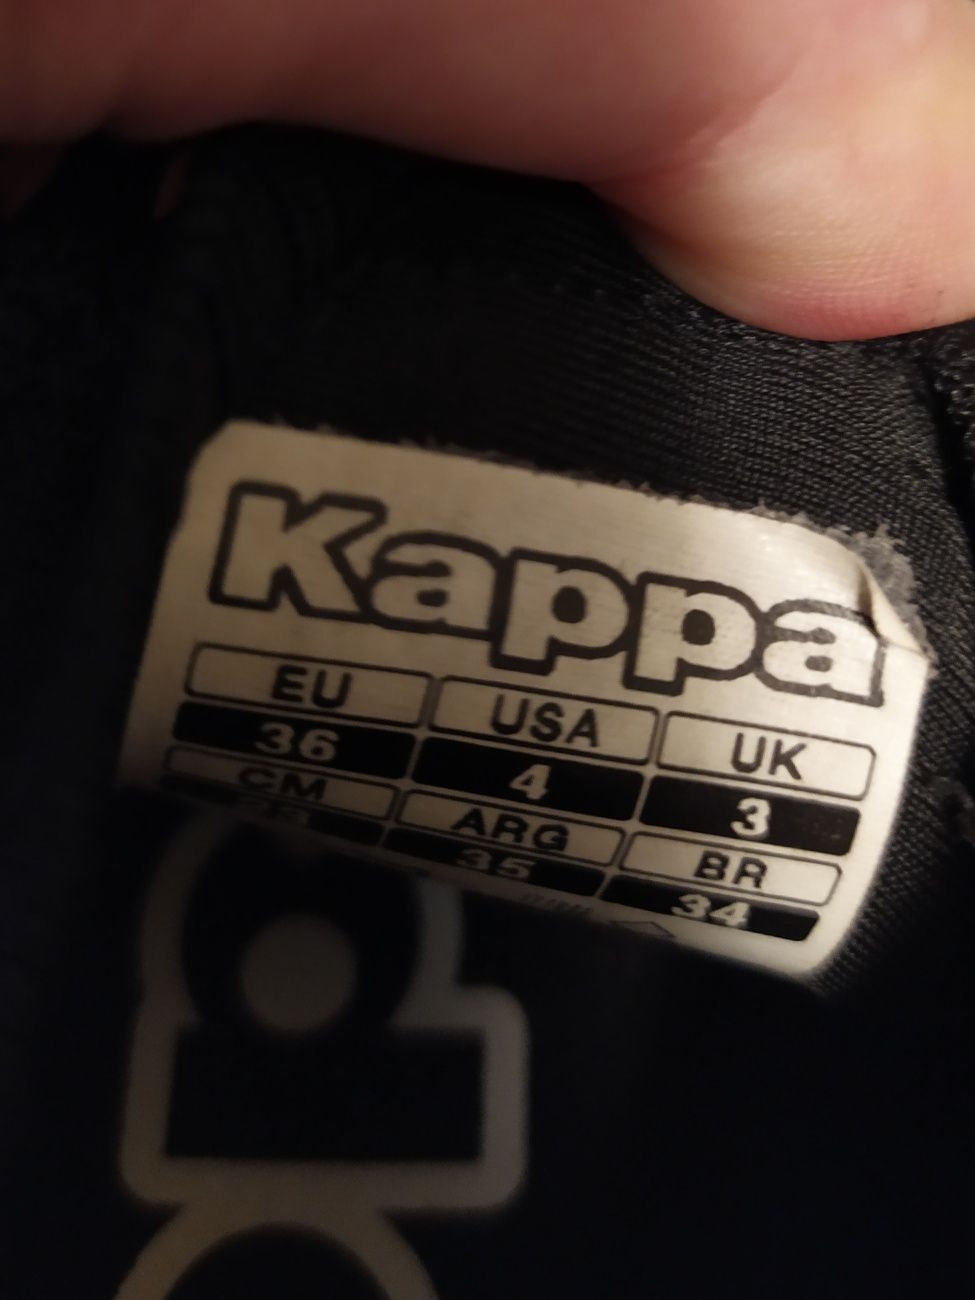 Kappa
EU USA UK
36 4 3
CM ARG BR
35 34